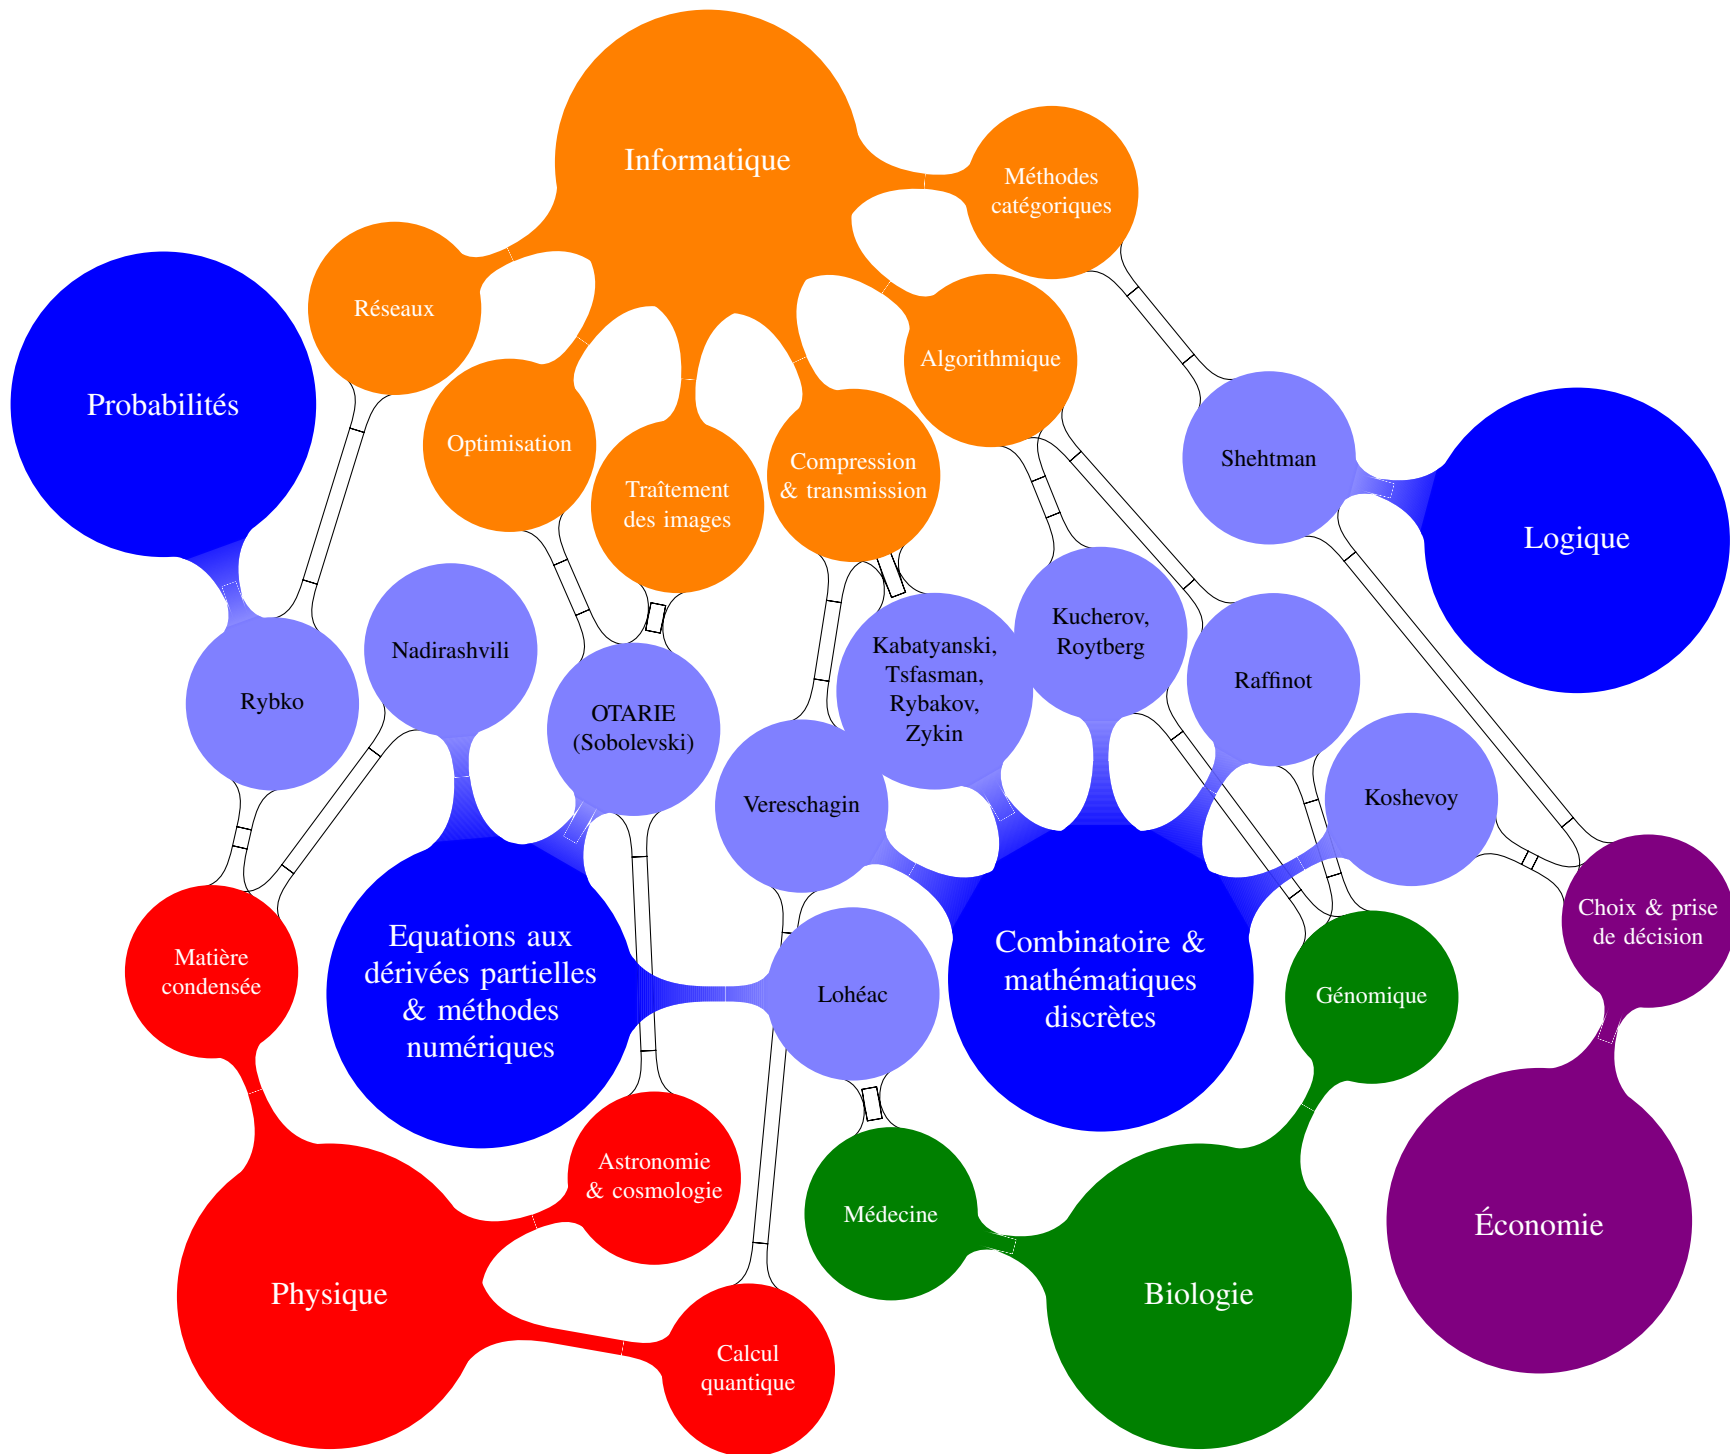 Informatique
Méthodes
catégoriques
Réseaux
Probabilités
Algorithmique
Optimisation
Traîtement
des images
Compression
& transmission
Shehtman
Logique
Nadirashvili
Rybko
OTARIE
(Sobolevski)
Kabatyanski,
Tsfasman,
Rybakov,
Zykin
Kucherov,
Roytberg
Raffinot
Koshevoy
Vereschagin
Choix & prise
de décision
Matière
condensée
Equations aux
dérivées partielles
& méthodes
numériques
Lohéac
Combinatoire &
mathématiques
discrètes
Génomique
Astronomie
& cosmologie
Médecine
Économie
Physique
Biologie
Calcul
quantique